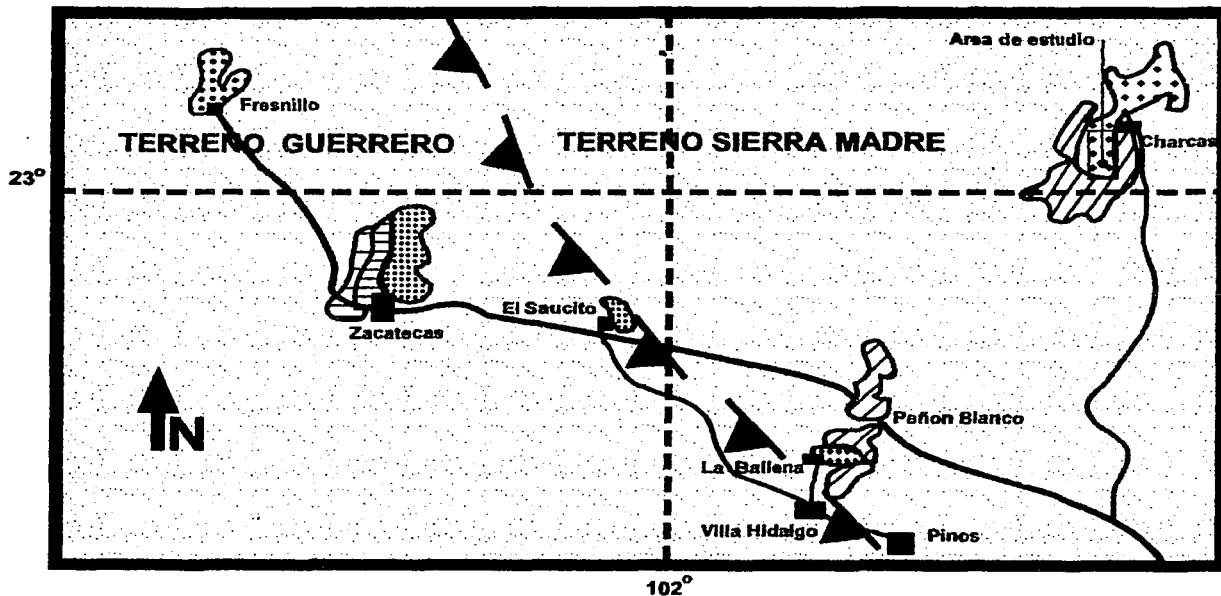 Area de estudio
Fresnillo
TERRENO GUERRERO
TERRENO SIERRA MADRE
Charcas
23°
El Saucito
Zacatecas
N
Peñon Blanco
La Ballena
Villa Hidalgo
Pinos
102°